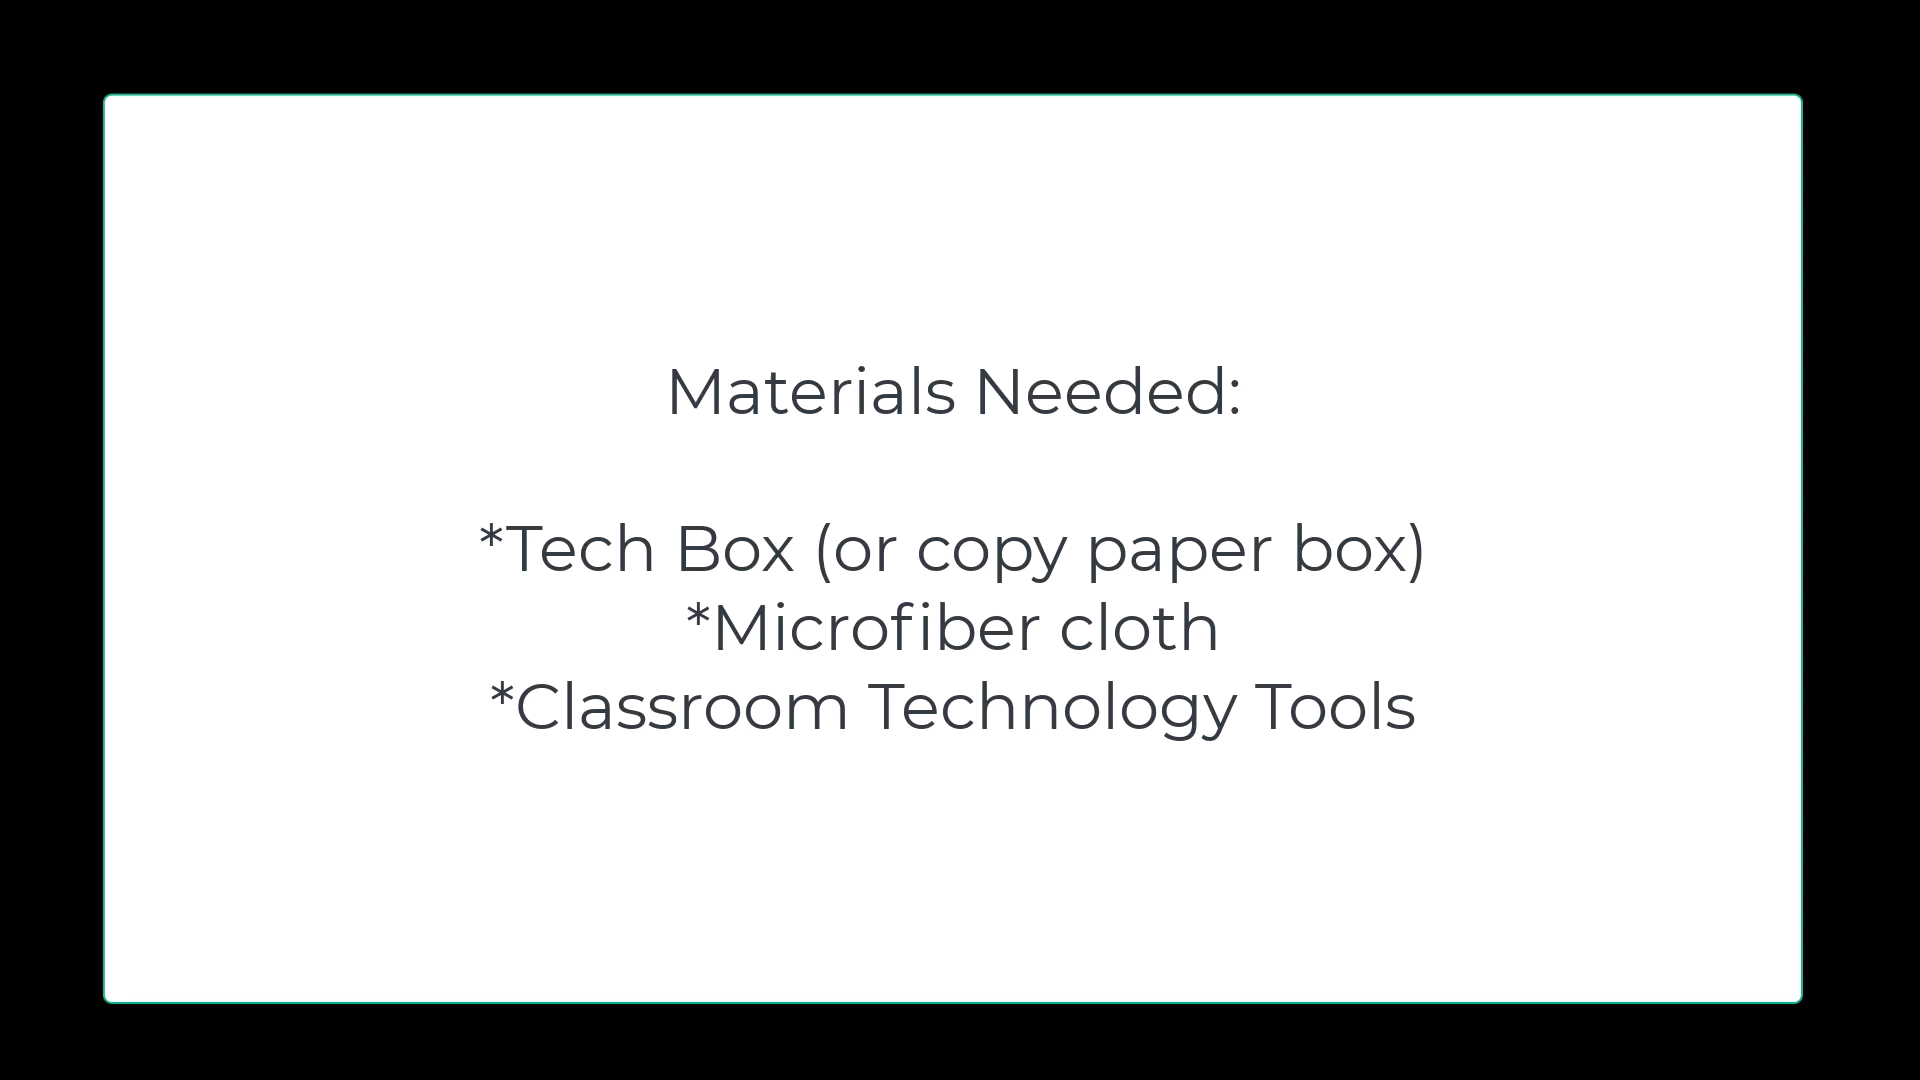 Materials Needed:
*Tech Box (or copy paper box)
*Microfiber cloth
*Classroom Technology Tools